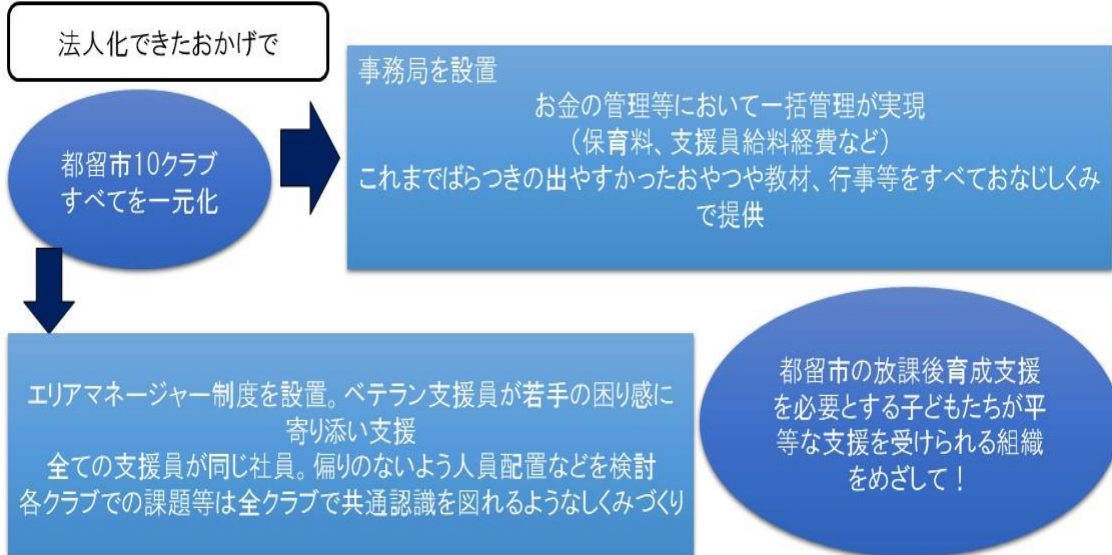 法人化できたおかげで
都留市10クラブ
すべてを一元化
事務局を設置
お金の管理等において一括管理が実現
（保育料、支援員給料経費など）
これまでばらつきの出やすかったおやつや教材、行事等をすべておなじしくみ
で提供
エリアマネージャー制度を設置。ベテラン支援員が若手の困り感に
寄り添い支援
全ての支援員が同じ社員。偏りのないよう人員配置などを検討
各クラブでの課題等は全クラブで共通認識を図れるようなしくみづくり
都留市の放課後育成支援
を必要とする子どもたちが平
等な支援を受けられる組織
をめざして！